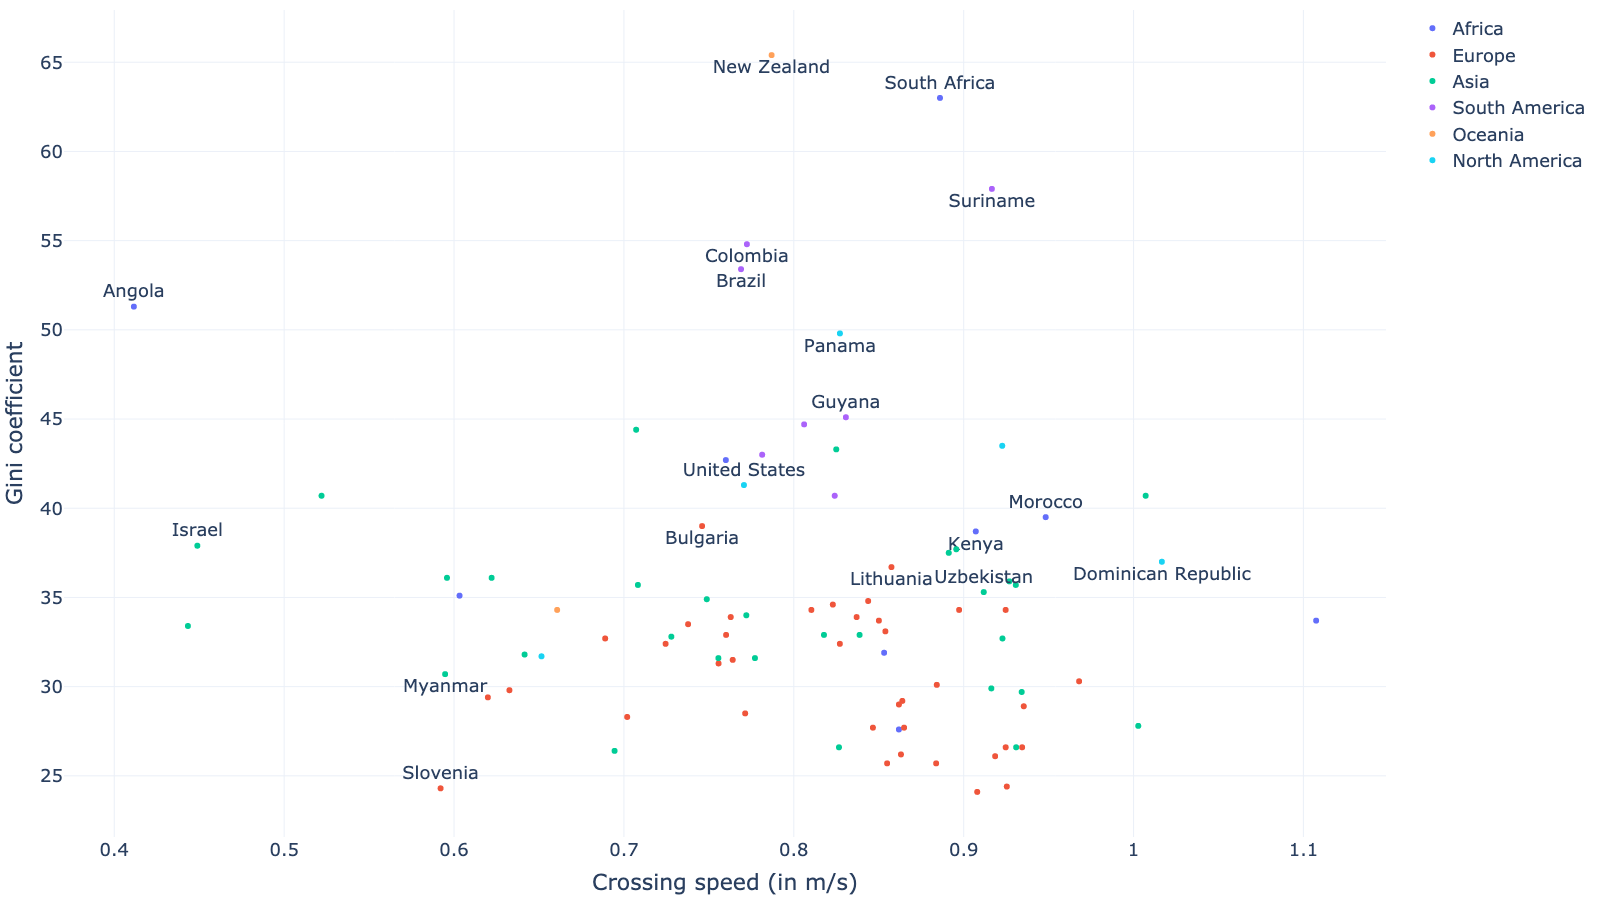 Africa
Europe
Asia
South America
Oceania
North America
65
60
55
50
45
40
35
30
25
Gini coefficient
New Zealand
South Africa
Suriname
Colombia
Brazil
Angola
Panama
Guyana
United States
Morocco
Israel
Bulgaria
Kenya
Dominican Republic
Lithuania
Uzbekistan
Myanmar
Slovenia
0.4
0.5
0.6
0.7
0.8
0.9
1
1.1
Crossing speed (in m/s)